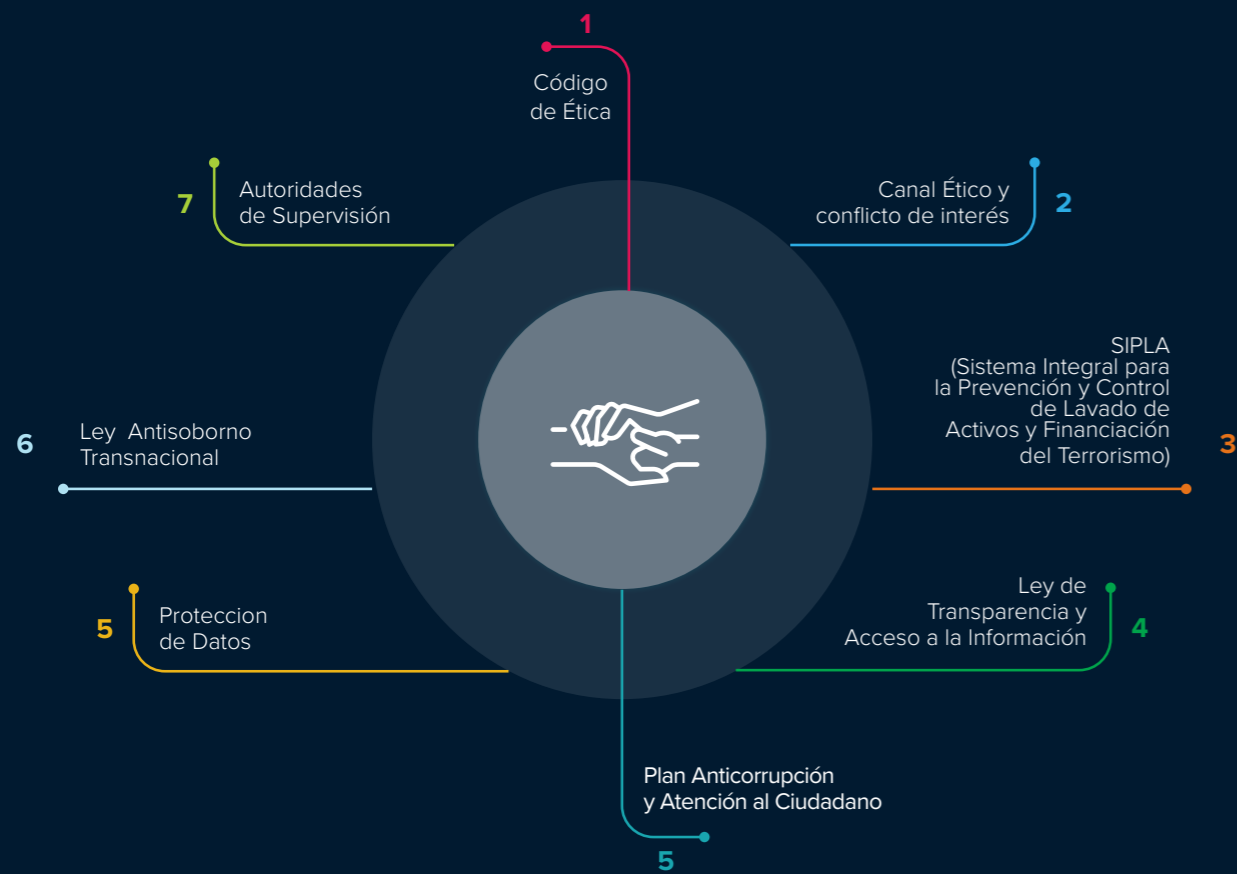 1
Código
de Ética
Canal Ético y
conflicto de interés
2
SIPLA
(Sistema Integral para
la Prevención y Control
de Lavado de
Activos y Financiación
del Terrorismo)
3
Ley de
Transparencia y
Acceso a la Información
4
Plan Anticorrupción
y Atención al Ciudadano
5
5
Proteccion
de Datos
6
Ley Antisoborno
Transnacional
7
Autoridades
de Supervisión